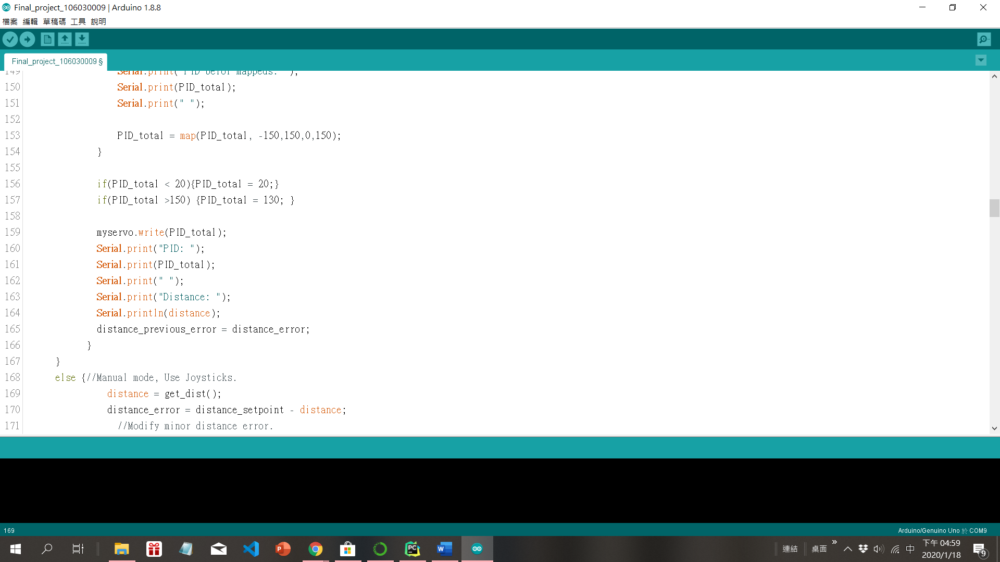 Final_project_106030009 | Arduino 1.8.8
檔案 編輯 草稿碼 工具 說明
Final_project_106030009 §
149 Serial.print("PID befor mappeds: ");
150 Serial.print(PID_total);
151 Serial.print(" ");
152
153 PID_total = map(PID_total, -150,150,0,150);
154 }
155
156 if(PID_total < 20){PID_total = 20;}
157 if(PID_total >150) {PID_total = 130; }
158
159 myservo.write(PID_total);
160 Serial.print("PID: ");
161 Serial.print(PID_total);
162 Serial.print(" ");
163 Serial.print("Distance: ");
164 Serial.println(distance);
165 distance_previous_error = distance_error;
166 }
167 }
168 else {//Manual mode, Use Joysticks.
169 distance = get_dist();
170 distance_error = distance_setpoint - distance;
171 //Modify minor distance error.
169
Arduino/Genuino Uno 於 COM9
連結 桌面 » 中
下午 04:59
2020/1/18
9